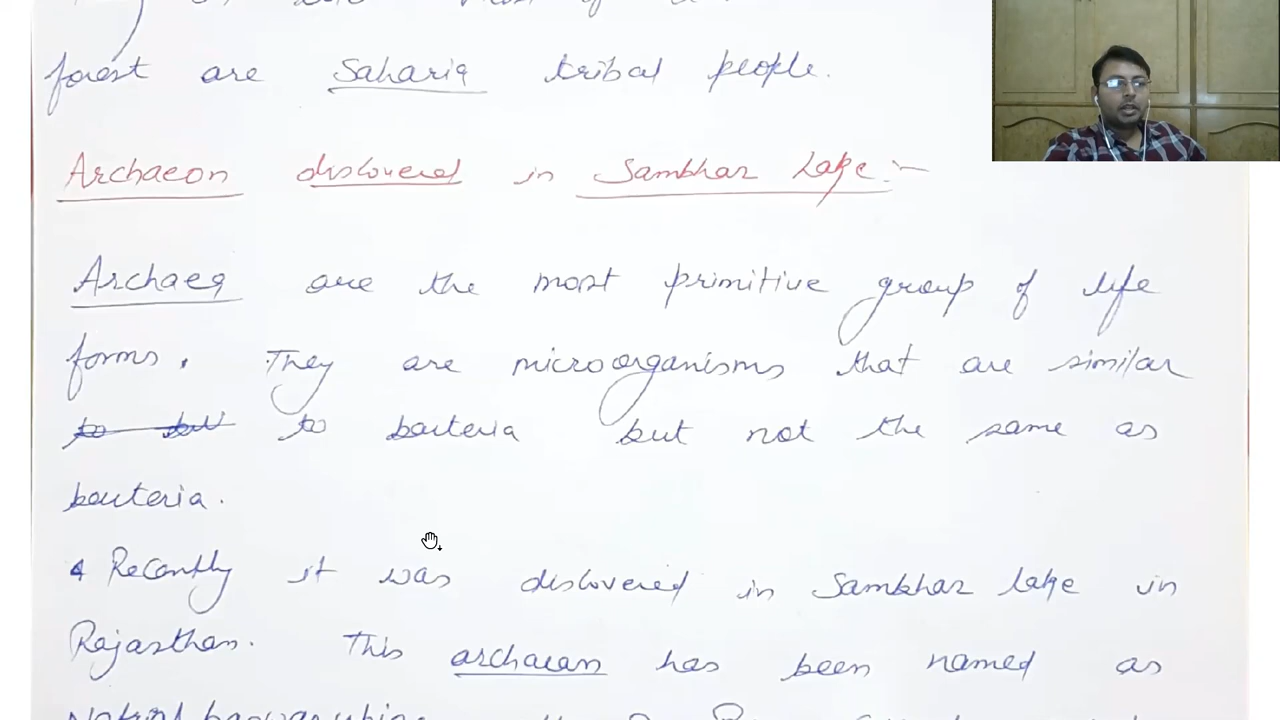 forest are Saharia tribal people.
Archaeon discovered in Sambhar Lake:-
Archaea are the most primitive group of life
forms. They are microorganisms that are similar
to but to bacteria but not the same as
bacteria.
Recently it was discovered in Sambhar lake in
Rajasthan. This archaean has been named as